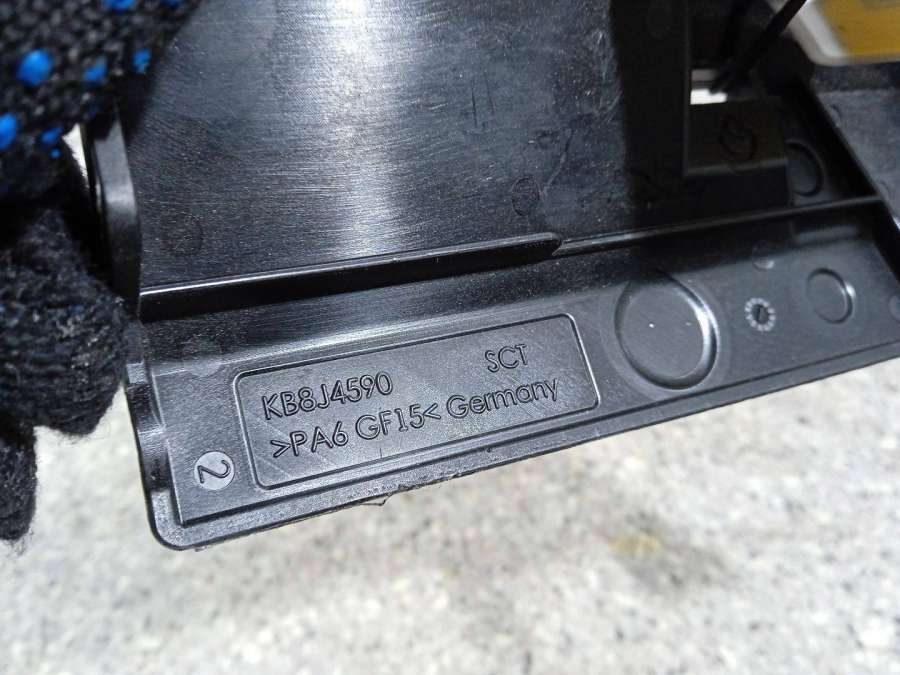 KB8J4590 SCT
>PA6 GF15< Germany
2